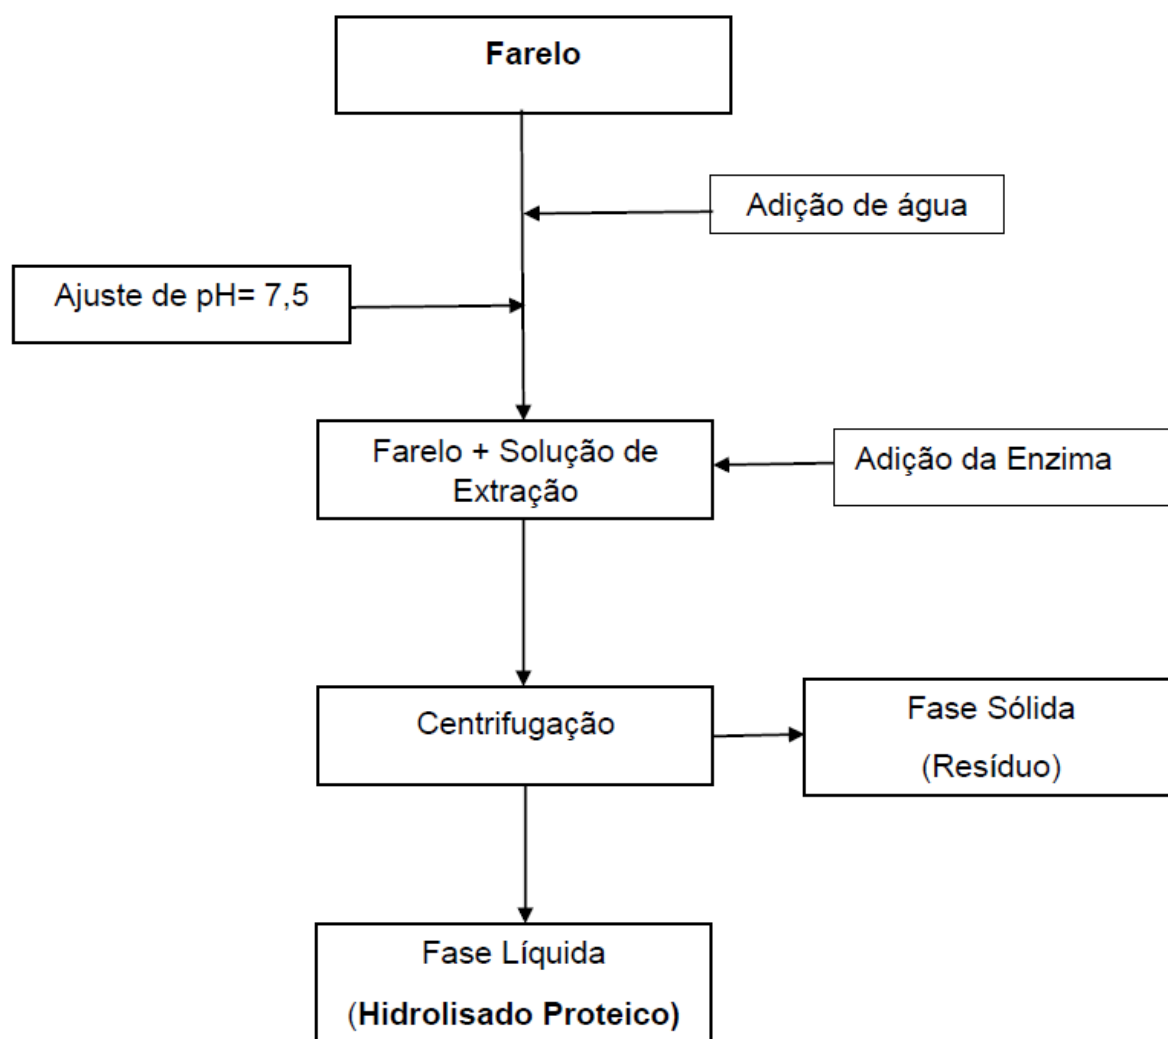 Farelo
Adição de água
Ajuste de pH= 7,5
Farelo + Solução de
Extração
Adição da Enzima
Centrifugação
Fase Sólida
(Resíduo)
Fase Líquida
(Hidrolisado Proteico)